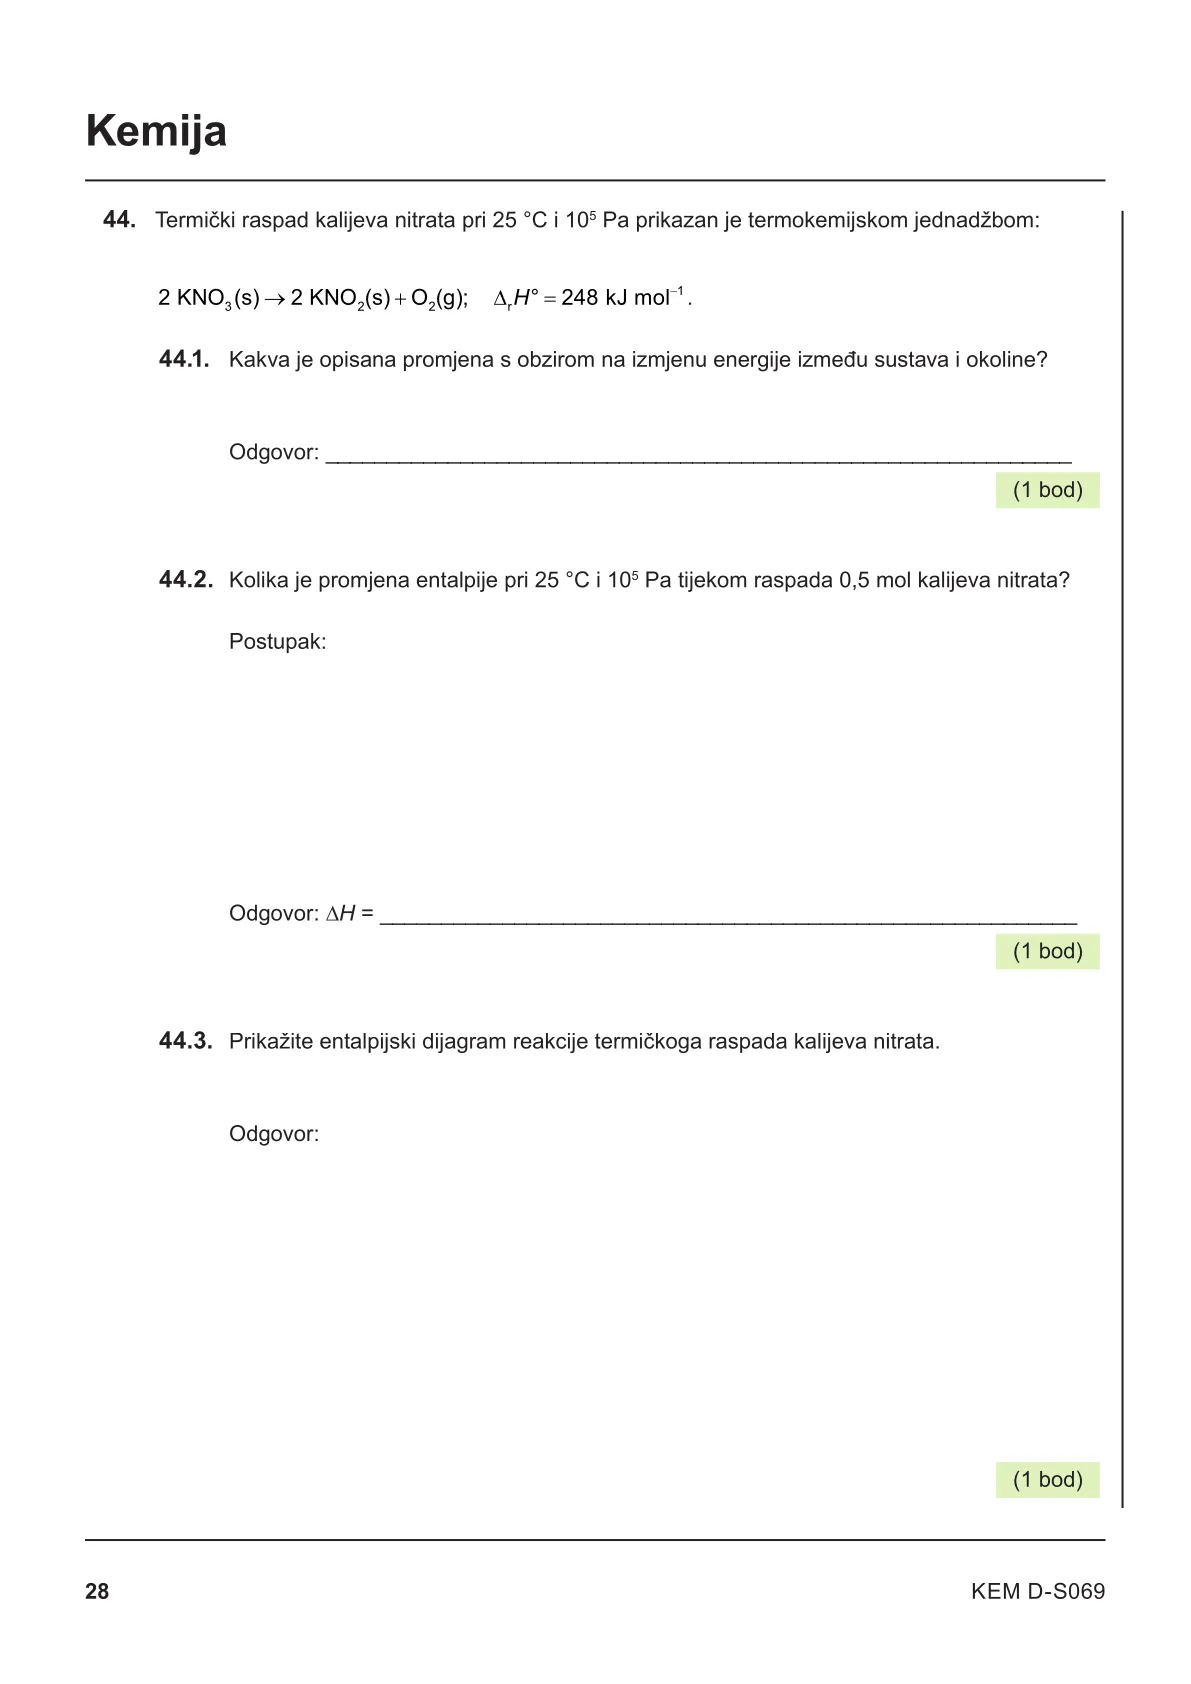 Kemija
44. Termički raspad kalijeva nitrata pri 25 °C i 10⁵ Pa prikazan je termokemijskom jednadžbom:
2 KNO₃(s) → 2 KNO₂(s) + O₂(g); ΔᵣH° = 248 kJ mol⁻¹.
44.1. Kakva je opisana promjena s obzirom na izmjenu energije između sustava i okoline?
Odgovor: ______________________________________________________________
(1 bod)
44.2. Kolika je promjena entalpije pri 25 °C i 10⁵ Pa tijekom raspada 0,5 mol kalijeva nitrata?
Postupak:
Odgovor: ΔH = __________________________________________________________
(1 bod)
44.3. Prikažite entalpijski dijagram reakcije termičkoga raspada kalijeva nitrata.
Odgovor:
(1 bod)
28 KEM D-S069